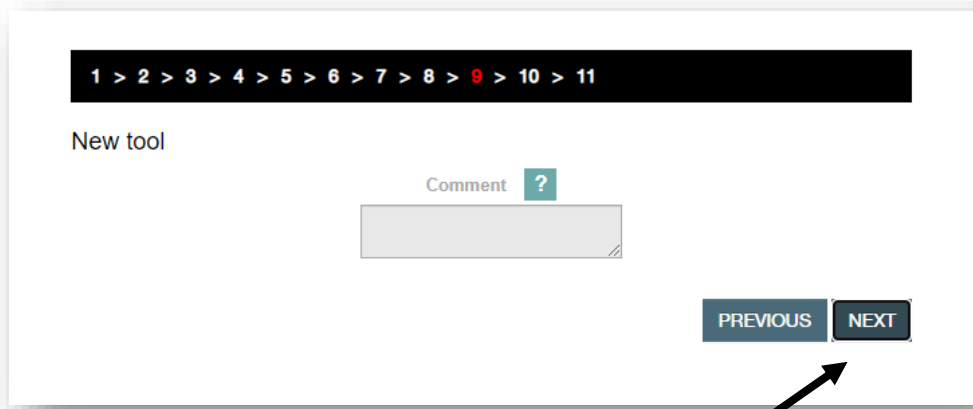 1 > 2 > 3 > 4 > 5 > 6 > 7 > 8 > 9 > 10 > 11
New tool
Comment ?
PREVIOUS NEXT